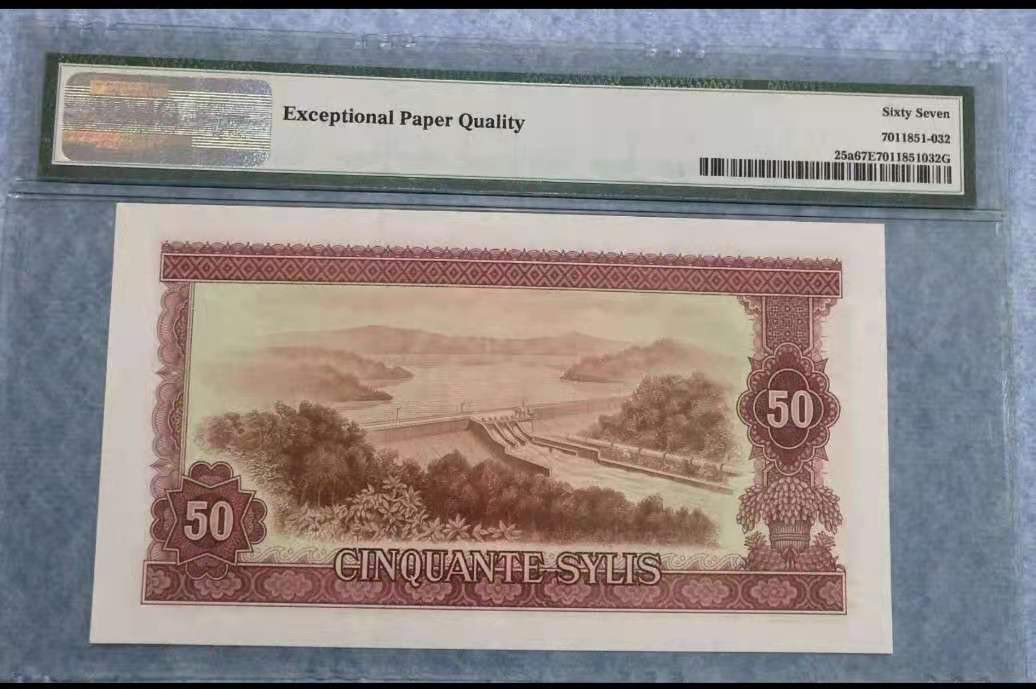 Exceptional Paper Quality
Sixty Seven
7011851-032
25a67E7011851032G
50
50
CINQUANTE SYLIS